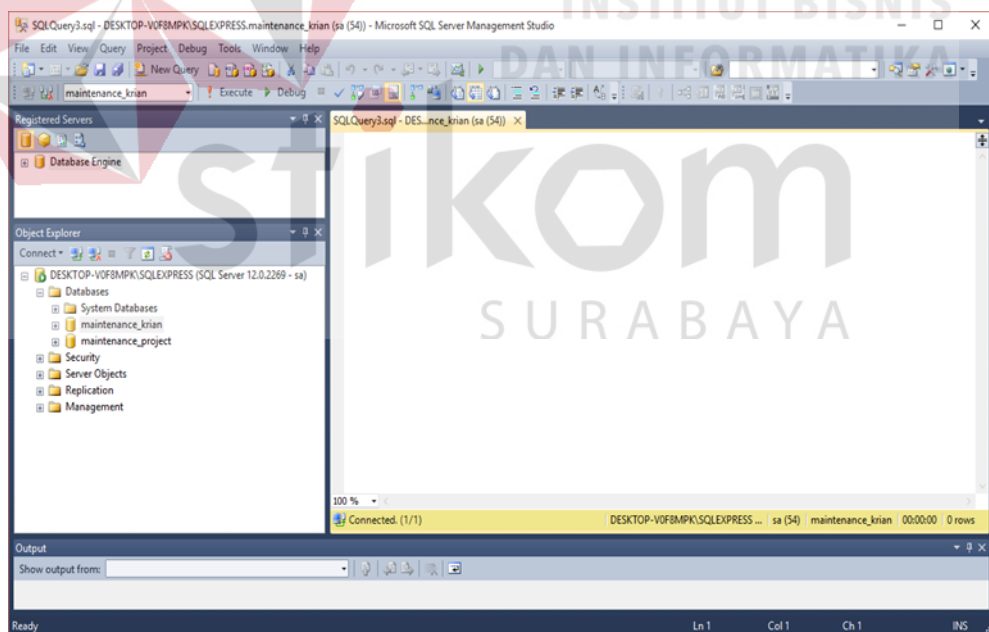 INSTITUT BISNIS
DAN INFORMATIKA
stikom
SURABAYA
SQLQuery3.sql - DESKTOP-V0F8MPK\SQLEXPRESS.maintenance_krian (sa (54)) - Microsoft SQL Server Management Studio
File Edit View Query Project Debug Tools Window Help
New Query
maintenance_krian Execute Debug
Registered Servers
Database Engine
Object Explorer
Connect
DESKTOP-V0F8MPK\SQLEXPRESS (SQL Server 12.0.2269 - sa)
Databases
System Databases
maintenance_krian
maintenance_project
Security
Server Objects
Replication
Management
SQLQuery3.sql - DES...nce_krian (sa (54))
100 %
Connected. (1/1) DESKTOP-V0F8MPK\SQLEXPRESS ... sa (54) maintenance_krian 00:00:00 0 rows
Output
Show output from:
Ready Ln 1 Col 1 Ch 1 INS